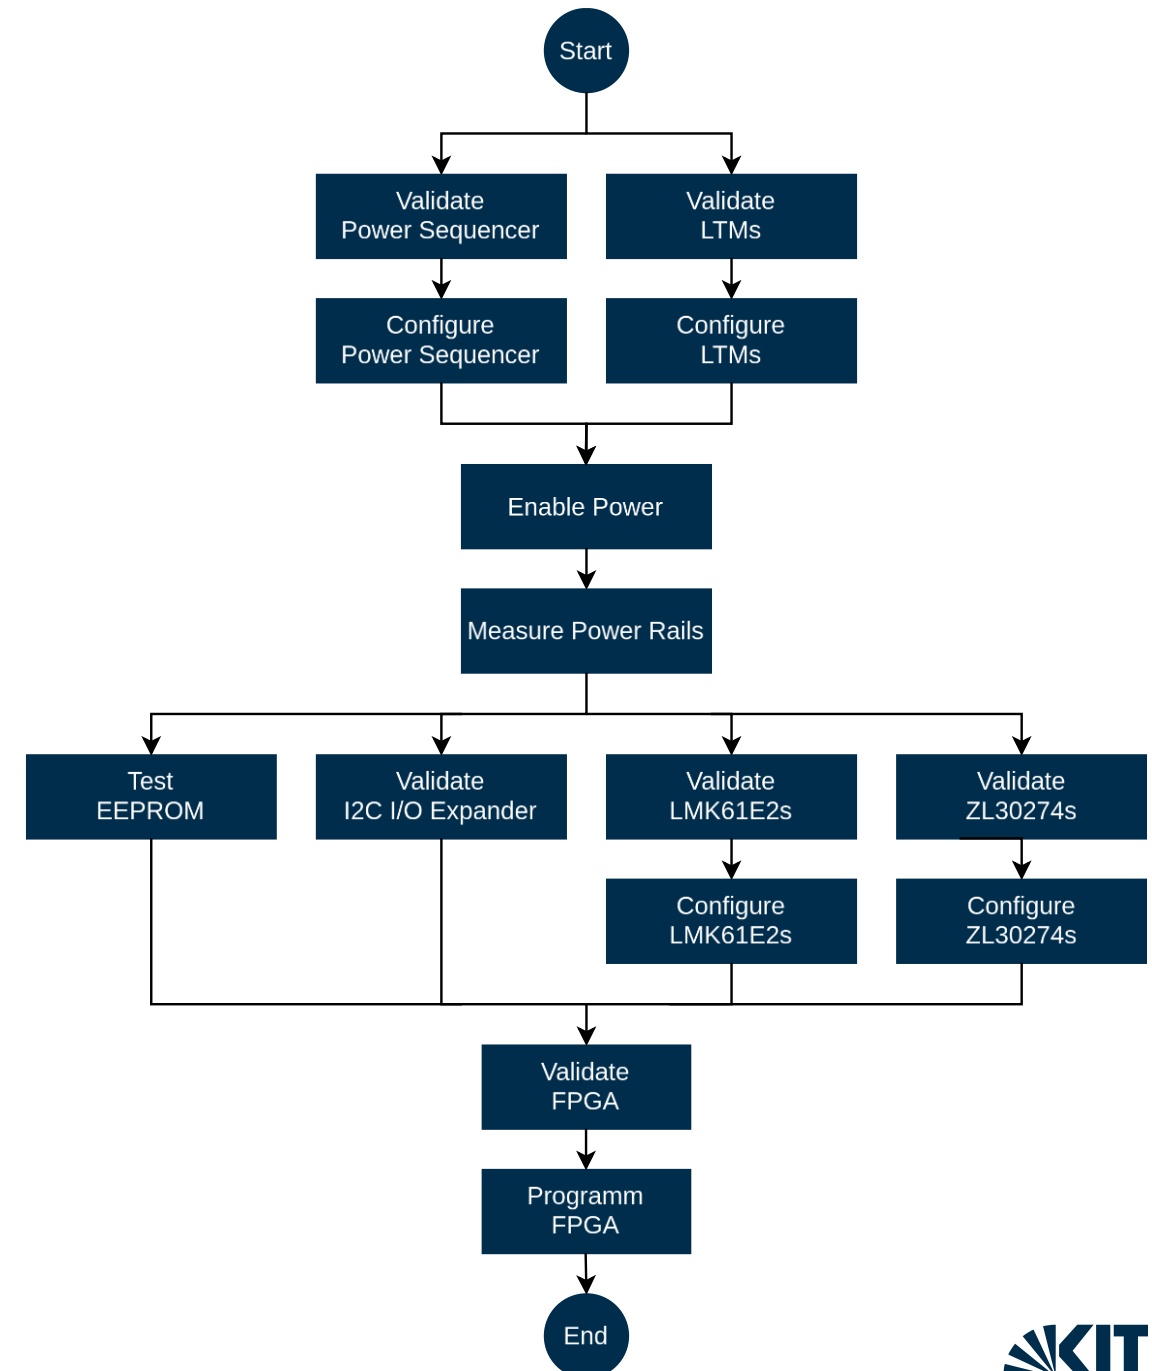 Start
Validate
Power Sequencer
Validate
LTMs
Configure
Power Sequencer
Configure
LTMs
Enable Power
Measure Power Rails
Test
EEPROM
Validate
I2C I/O Expander
Validate
LMK61E2s
Validate
ZL30274s
Configure
LMK61E2s
Configure
ZL30274s
Validate
FPGA
Programm
FPGA
End
KIT